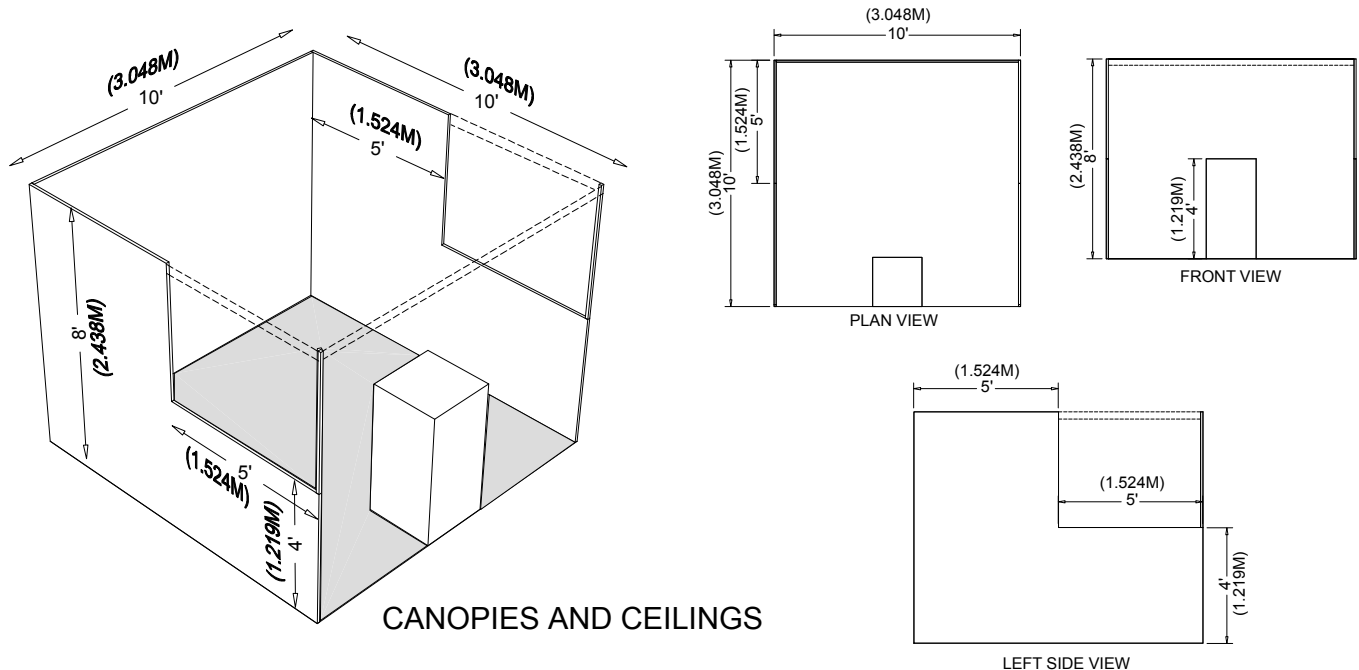 (3.048M)
10'
(3.048M)
10'
(1.524M)
5'
8'
(2.438M)
5'
(1.524M)
4'
(1.219M)
CANOPIES AND CEILINGS
(3.048M)
10'
(1.524M)
5'
(3.048M)
10'
PLAN VIEW
(2.438M)
8'
(1.219M)
4'
FRONT VIEW
(1.524M)
5'
(1.524M)
5'
4'
(1.219M)
LEFT SIDE VIEW